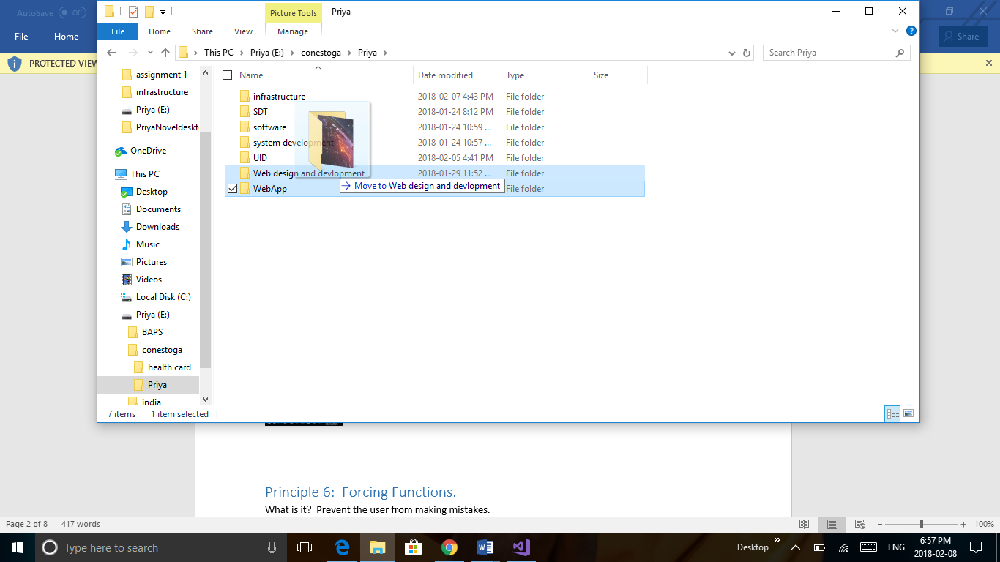 AutoSave Off
File Home
Share
PROTECTED VIEW
Picture Tools Priya
File Home Share View Manage
This PC Priya (E:) conestoga Priya
Search Priya
assignment 1
infrastructure
Priya (E:)
PriyaNoveldeskt
OneDrive
This PC
Desktop
Documents
Downloads
Music
Pictures
Videos
Local Disk (C:)
Priya (E:)
BAPS
conestoga
health card
Priya
india
Name Date modified Type Size
infrastructure 2018-02-07 4:43 PM File folder
SDT 2018-01-24 8:12 PM File folder
software 2018-01-24 10:59 ... File folder
system development 2018-01-24 10:57 ... File folder
UID 2018-02-05 4:41 PM File folder
Web design and devlopment 2018-01-29 11:52 ... File folder
WebApp File folder
Move to Web design and devlopment
7 items 1 item selected
Principle 6: Forcing Functions.
What is it? Prevent the user from making mistakes.
Page 2 of 8 417 words
100%
Type here to search
Desktop
ENG
6:57 PM
2018-02-08